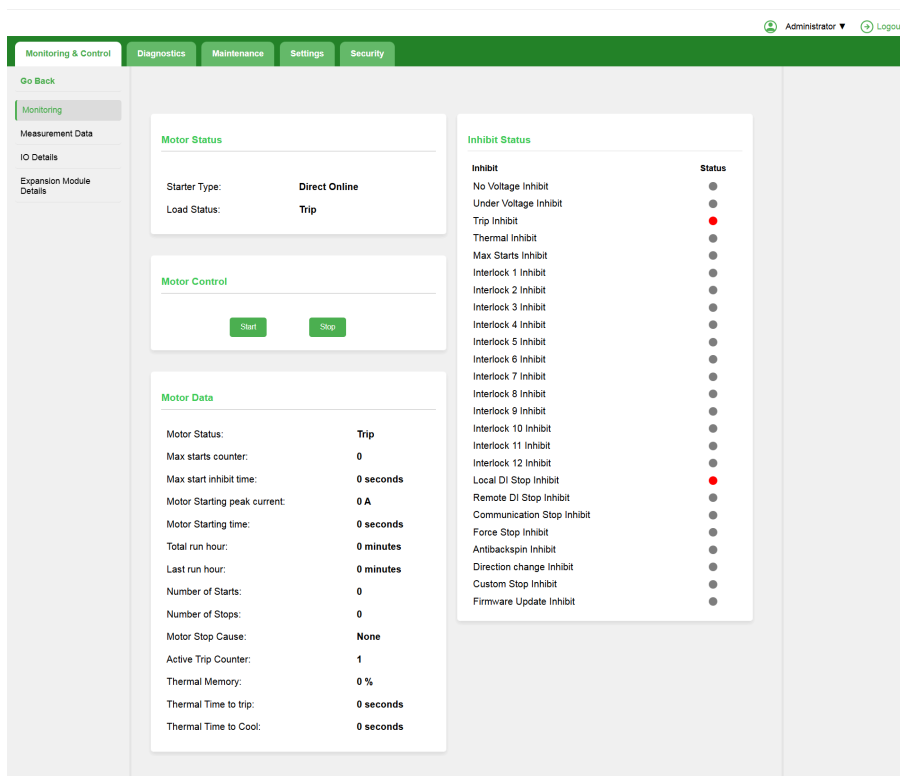 Administrator ▼ Logout
Monitoring & Control Diagnostics Maintenance Settings Security
Go Back
Monitoring
Measurement Data
IO Details
Expansion Module
Details
Motor Status
Starter Type: Direct Online
Load Status: Trip
Motor Control
Start Stop
Motor Data
Motor Status: Trip
Max starts counter: 0
Max start inhibit time: 0 seconds
Motor Starting peak current: 0 A
Motor Starting time: 0 seconds
Total run hour: 0 minutes
Last run hour: 0 minutes
Number of Starts: 0
Number of Stops: 0
Motor Stop Cause: None
Active Trip Counter: 1
Thermal Memory: 0 %
Thermal Time to trip: 0 seconds
Thermal Time to Cool: 0 seconds
Inhibit Status
Inhibit Status
No Voltage Inhibit
Under Voltage Inhibit
Trip Inhibit
Thermal Inhibit
Max Starts Inhibit
Interlock 1 Inhibit
Interlock 2 Inhibit
Interlock 3 Inhibit
Interlock 4 Inhibit
Interlock 5 Inhibit
Interlock 6 Inhibit
Interlock 7 Inhibit
Interlock 8 Inhibit
Interlock 9 Inhibit
Interlock 10 Inhibit
Interlock 11 Inhibit
Interlock 12 Inhibit
Local DI Stop Inhibit
Remote DI Stop Inhibit
Communication Stop Inhibit
Force Stop Inhibit
Antibackspin Inhibit
Direction change Inhibit
Custom Stop Inhibit
Firmware Update Inhibit